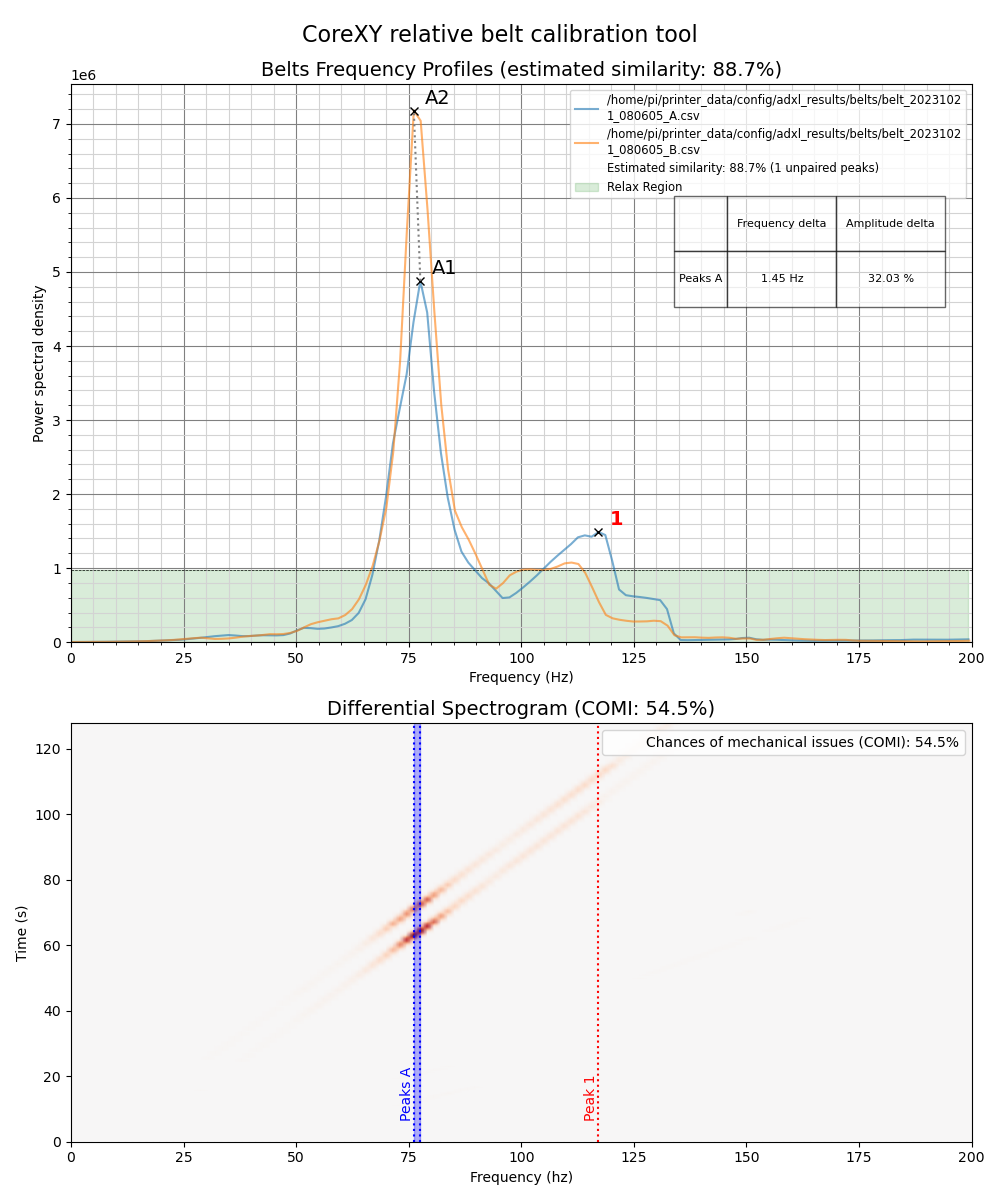 CoreXY relative belt calibration tool
Belts Frequency Profiles (estimated similarity: 88.7%)
1e6
A2
A1
1
/home/pi/printer_data/config/adxl_results/belts/belt_2023102
1_080605_A.csv
/home/pi/printer_data/config/adxl_results/belts/belt_2023102
1_080605_B.csv
Estimated similarity: 88.7% (1 unpaired peaks)
Relax Region
Frequency delta Amplitude delta
Peaks A 1.45 Hz 32.03 %
Power spectral density
7
6
5
4
3
2
1
0
0 25 50 75 100 125 150 175 200
Frequency (Hz)
Differential Spectrogram (COMI: 54.5%)
Chances of mechanical issues (COMI): 54.5%
Time (s)
120
100
80
60
40
20
0
Peaks A
Peak 1
0 25 50 75 100 125 150 175 200
Frequency (hz)